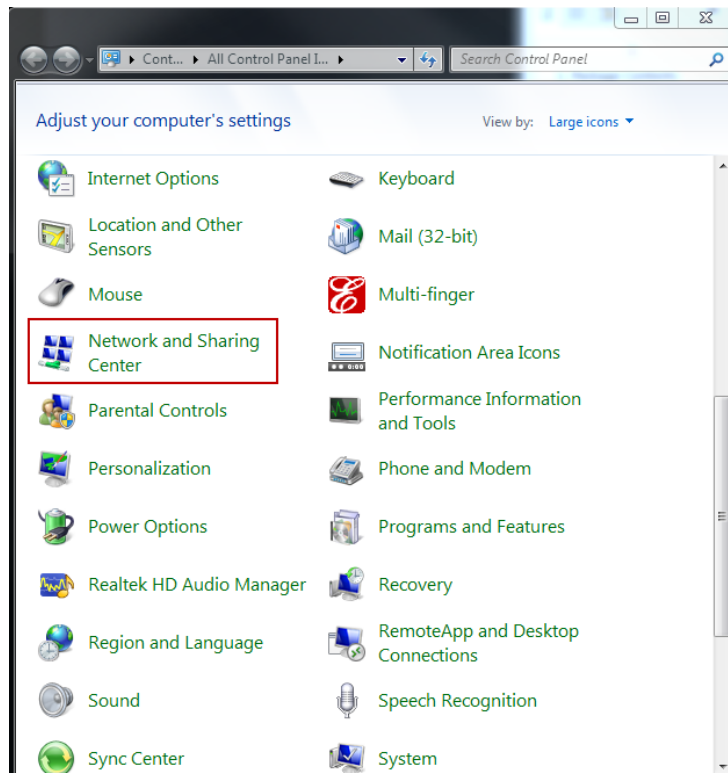 Cont... All Control Panel I... Search Control Panel
Adjust your computer's settings View by: Large icons
Internet Options Keyboard
Location and Other
Sensors
Mail (32-bit)
Mouse Multi-finger
Network and Sharing
Center
Notification Area Icons
Parental Controls
Performance Information
and Tools
Personalization Phone and Modem
Power Options Programs and Features
Realtek HD Audio Manager Recovery
Region and Language
RemoteApp and Desktop
Connections
Sound Speech Recognition
Sync Center System